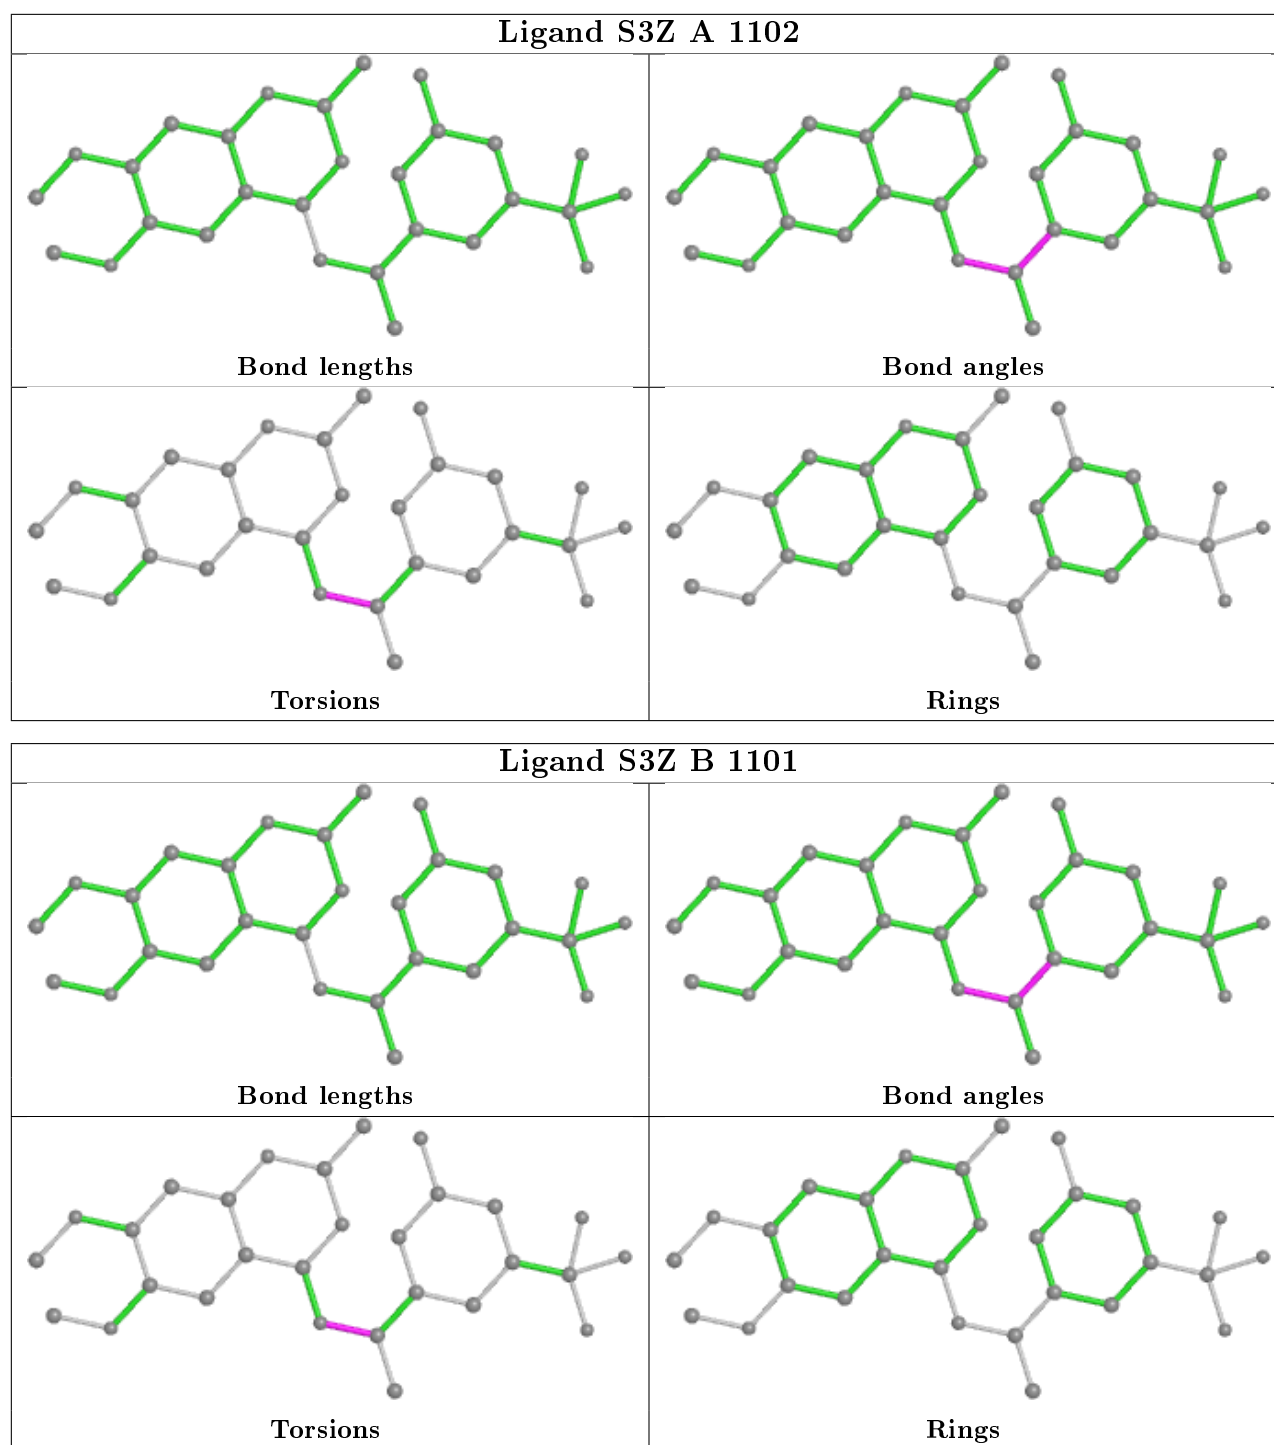 Ligand S3Z A 1102
Bond lengths
Bond angles
Torsions
Rings
Ligand S3Z B 1101
Bond lengths
Bond angles
Torsions
Rings